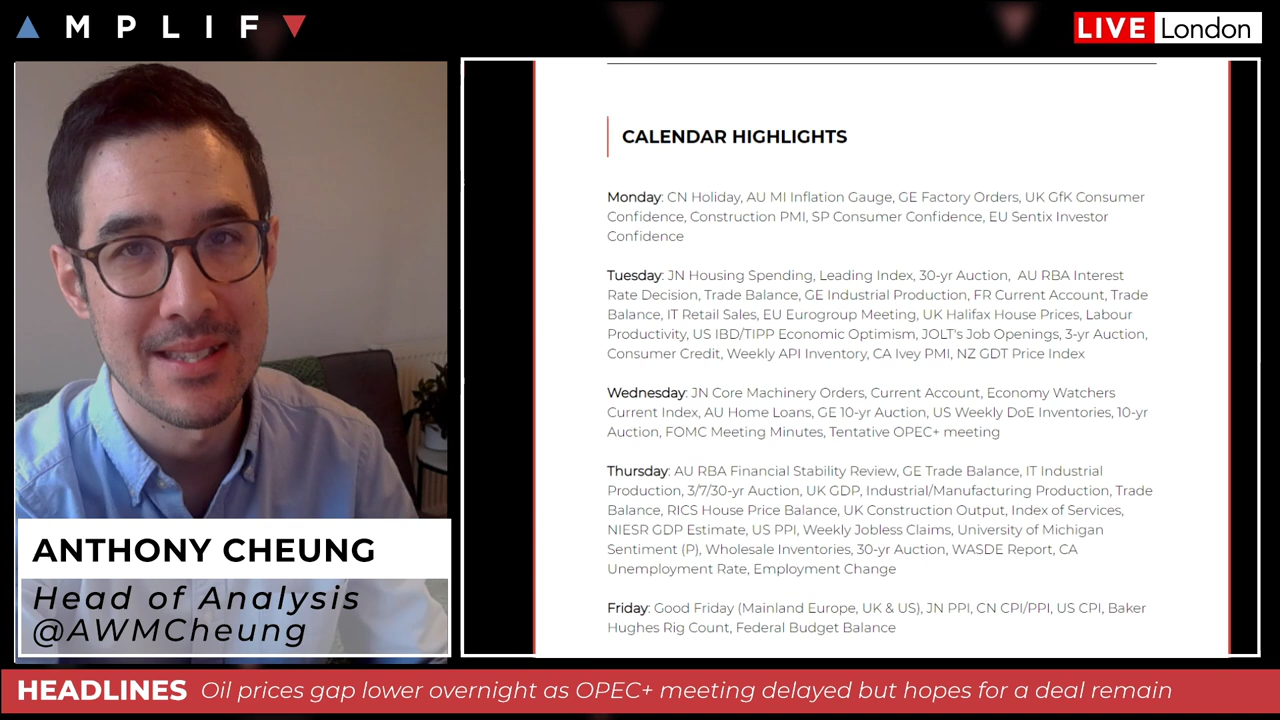 AMPLIFY
LIVE London
CALENDAR HIGHLIGHTS
Monday: CN Holiday, AU MI Inflation Gauge, GE Factory Orders, UK GfK Consumer
Confidence, Construction PMI, SP Consumer Confidence, EU Sentix Investor
Confidence
Tuesday: JN Housing Spending, Leading Index, 30-yr Auction, AU RBA Interest
Rate Decision, Trade Balance, GE Industrial Production, FR Current Account, Trade
Balance, IT Retail Sales, EU Eurogroup Meeting, UK Halifax House Prices, Labour
Productivity, US IBD/TIPP Economic Optimism, JOLT's Job Openings, 3-yr Auction,
Consumer Credit, Weekly API Inventory, CA Ivey PMI, NZ GDT Price Index
Wednesday: JN Core Machinery Orders, Current Account, Economy Watchers
Current Index, AU Home Loans, GE 10-yr Auction, US Weekly DoE Inventories, 10-yr
Auction, FOMC Meeting Minutes, Tentative OPEC+ meeting
Thursday: AU RBA Financial Stability Review, GE Trade Balance, IT Industrial
Production, 3/7/30-yr Auction, UK GDP, Industrial/Manufacturing Production, Trade
Balance, RICS House Price Balance, UK Construction Output, Index of Services,
NIESR GDP Estimate, US PPI, Weekly Jobless Claims, University of Michigan
Sentiment (P), Wholesale Inventories, 30-yr Auction, WASDE Report, CA
Unemployment Rate, Employment Change
Friday: Good Friday (Mainland Europe, UK & US), JN PPI, CN CPI/PPI, US CPI, Baker
Hughes Rig Count, Federal Budget Balance
ANTHONY CHEUNG
Head of Analysis
@AWMCheung
HEADLINES Oil prices gap lower overnight as OPEC+ meeting delayed but hopes for a deal remain